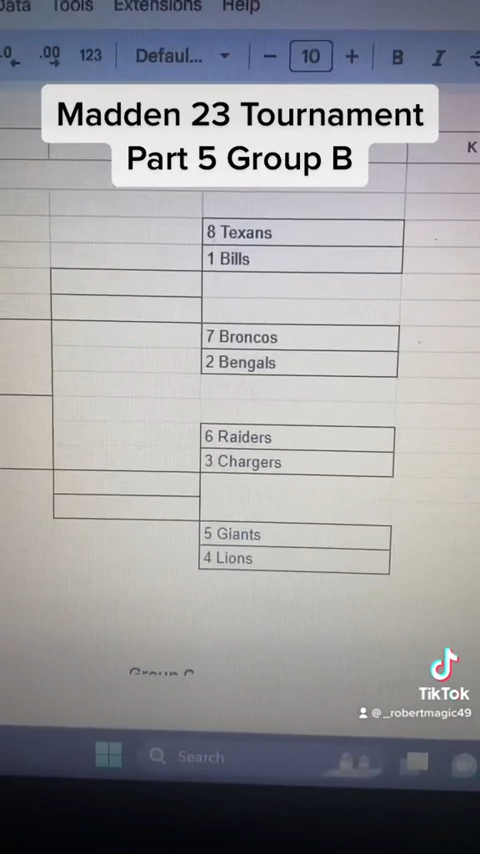 Data Tools Extensions Help
.0 .00 123 Defaul... − 10 + B I
Madden 23 Tournament
Part 5 Group B
K
8 Texans
1 Bills
7 Broncos
2 Bengals
6 Raiders
3 Chargers
5 Giants
4 Lions
TikTok
@_robertmagic49
Search